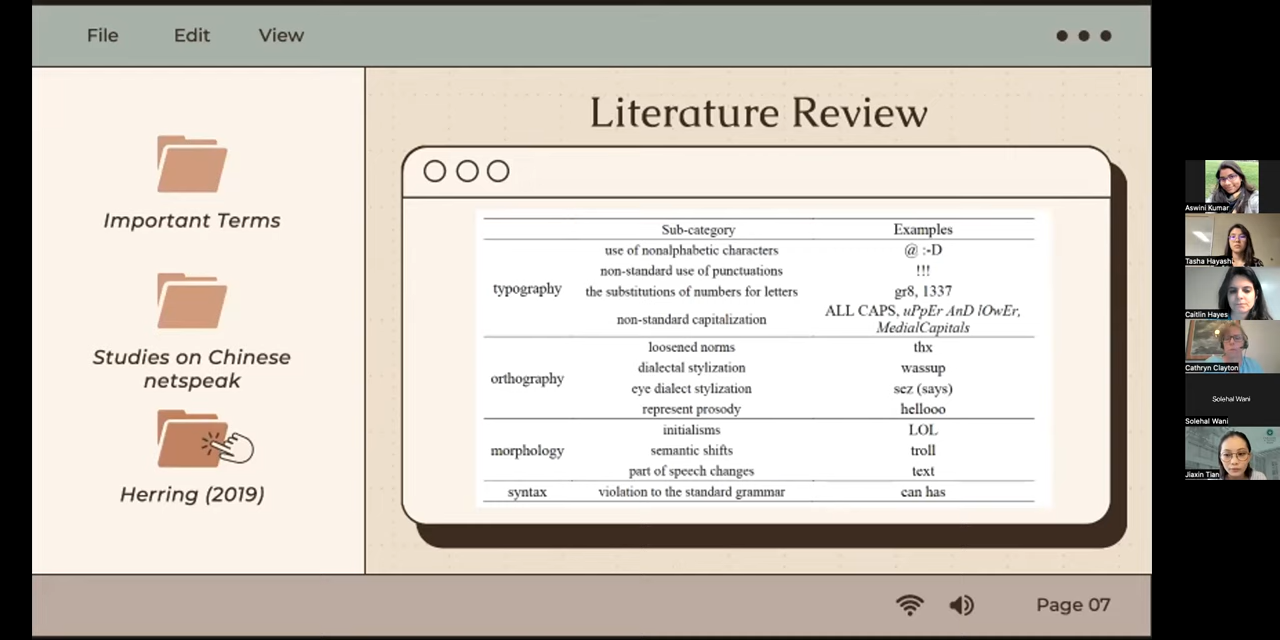 File Edit View
Important Terms
Studies on Chinese
netspeak
Herring (2019)
Literature Review
Sub-category Examples
typography
use of nonalphabetic characters @ :-D
non-standard use of punctuations !!!
the substitutions of numbers for letters gr8, 1337
non-standard capitalization ALL CAPS, uPpEr AnD lOwEr,
MedialCapitals
orthography
loosened norms thx
dialectal stylization wassup
eye dialect stylization sez (says)
represent prosody hellooo
morphology
initialisms LOL
semantic shifts troll
part of speech changes text
syntax violation to the standard grammar can has
Page 07
Aswini Kumar
Tasha Hayashi
Caitlin Hayes
Cathryn Clayton
Solehal Wani
Solehal Wani
Jiaxin Tian